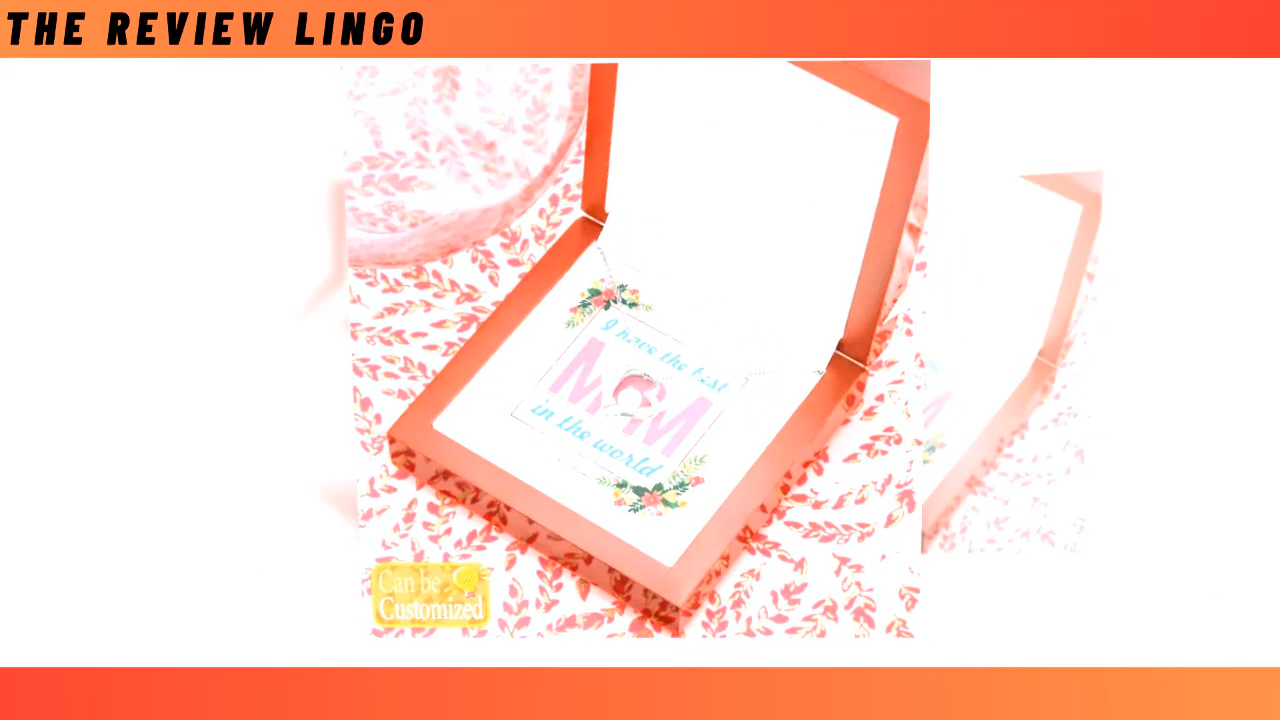 THE REVIEW LINGO
I have the best
MOM
in the world
Can be
Customized